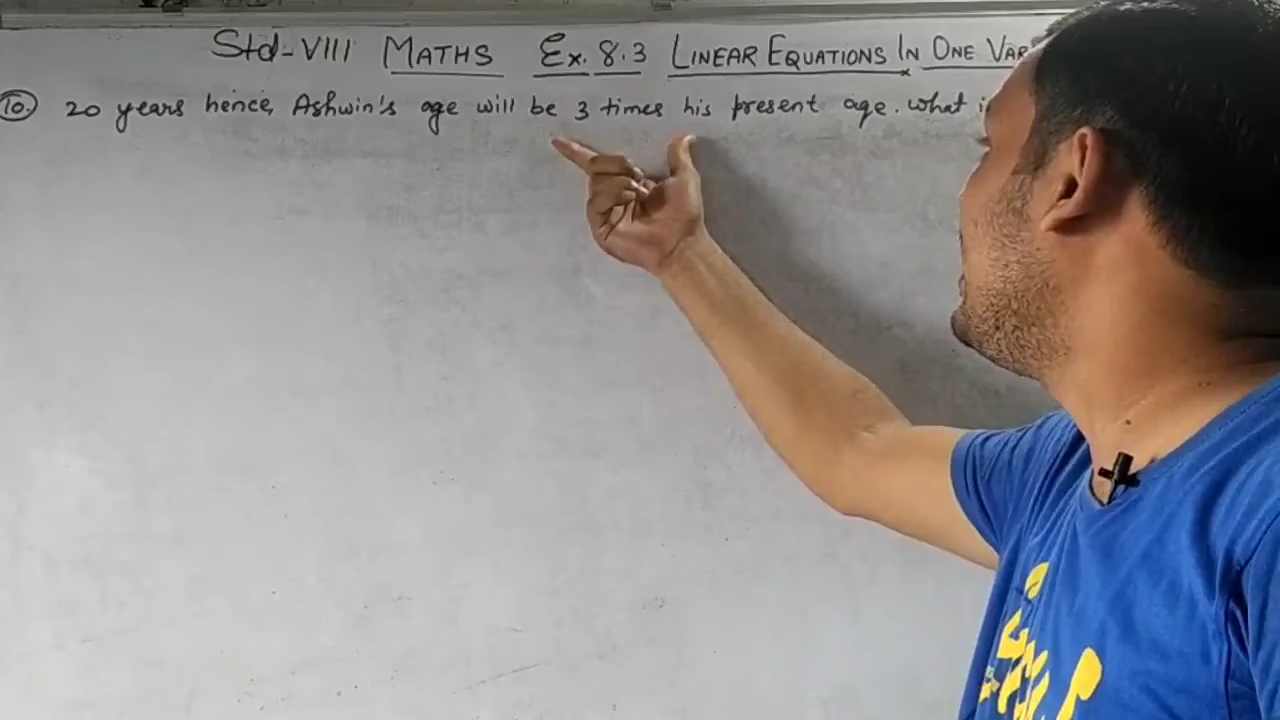 Std-VIII MATHS Ex. 8.3 LINEAR EQUATIONS IN ONE
10. 20 years hence, Ashwin's age will be 3 times his present age. what